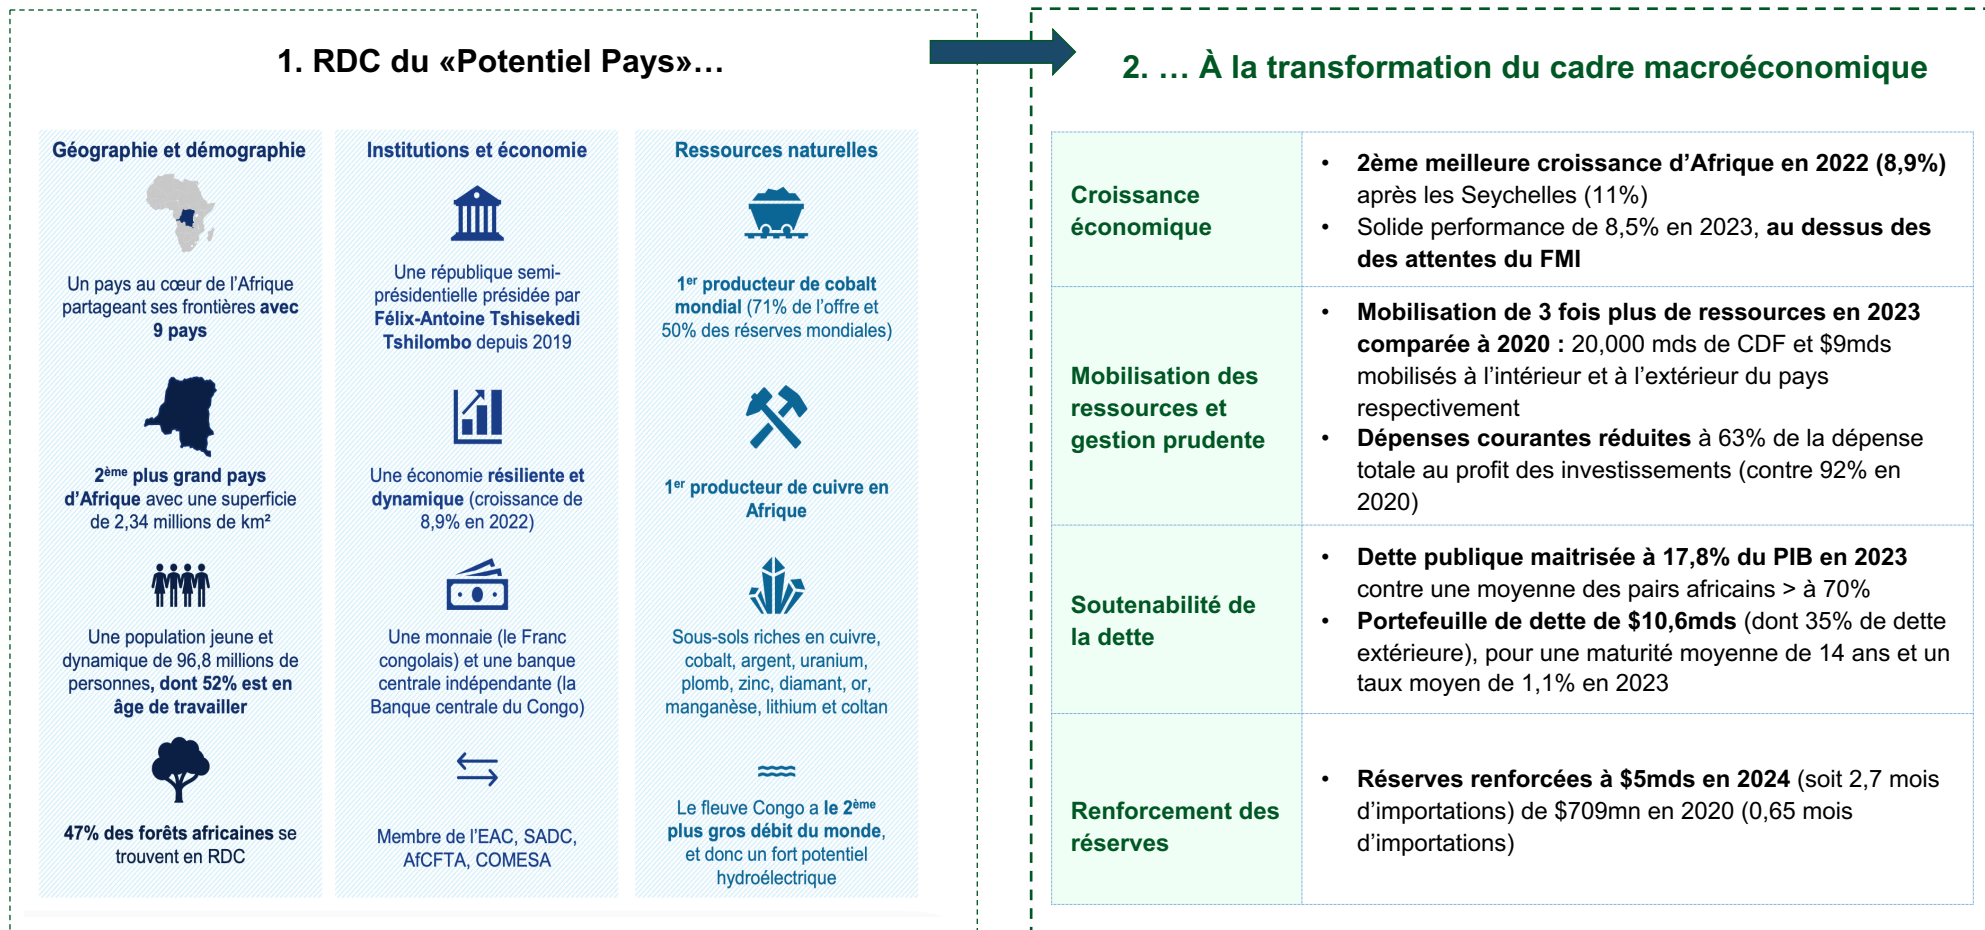 1. RDC du «Potentiel Pays»…
Géographie et démographie
Un pays au cœur de l’Afrique
partageant ses frontières avec
9 pays
2ème plus grand pays
d’Afrique avec une superficie
de 2,34 millions de km²
Une population jeune et
dynamique de 96,8 millions de
personnes, dont 52% est en
âge de travailler
47% des forêts africaines se
trouvent en RDC
Institutions et économie
Une république semi-
présidentielle présidée par
Félix-Antoine Tshisekedi
Tshilombo depuis 2019
Une économie résiliente et
dynamique (croissance de
8,9% en 2022)
Une monnaie (le Franc
congolais) et une banque
centrale indépendante (la
Banque centrale du Congo)
Membre de l’EAC, SADC,
AfCFTA, COMESA
Ressources naturelles
1er producteur de cobalt
mondial (71% de l’offre et
50% des réserves mondiales)
1er producteur de cuivre en
Afrique
Sous-sols riches en cuivre,
cobalt, argent, uranium,
plomb, zinc, diamant, or,
manganèse, lithium et coltan
Le fleuve Congo a le 2ème
plus gros débit du monde,
et donc un fort potentiel
hydroélectrique
2. … À la transformation du cadre macroéconomique
Croissance
économique
• 2ème meilleure croissance d’Afrique en 2022 (8,9%)
après les Seychelles (11%)
• Solide performance de 8,5% en 2023, au dessus des
des attentes du FMI
Mobilisation des
ressources et
gestion prudente
• Mobilisation de 3 fois plus de ressources en 2023
comparée à 2020 : 20,000 mds de CDF et $9mds
mobilisés à l’intérieur et à l’extérieur du pays
respectivement
• Dépenses courantes réduites à 63% de la dépense
totale au profit des investissements (contre 92% en
2020)
Soutenabilité de
la dette
• Dette publique maitrisée à 17,8% du PIB en 2023
contre une moyenne des pairs africains > à 70%
• Portefeuille de dette de $10,6mds (dont 35% de dette
extérieure), pour une maturité moyenne de 14 ans et un
taux moyen de 1,1% en 2023
Renforcement des
réserves
• Réserves renforcées à $5mds en 2024 (soit 2,7 mois
d’importations) de $709mn en 2020 (0,65 mois
d’importations)